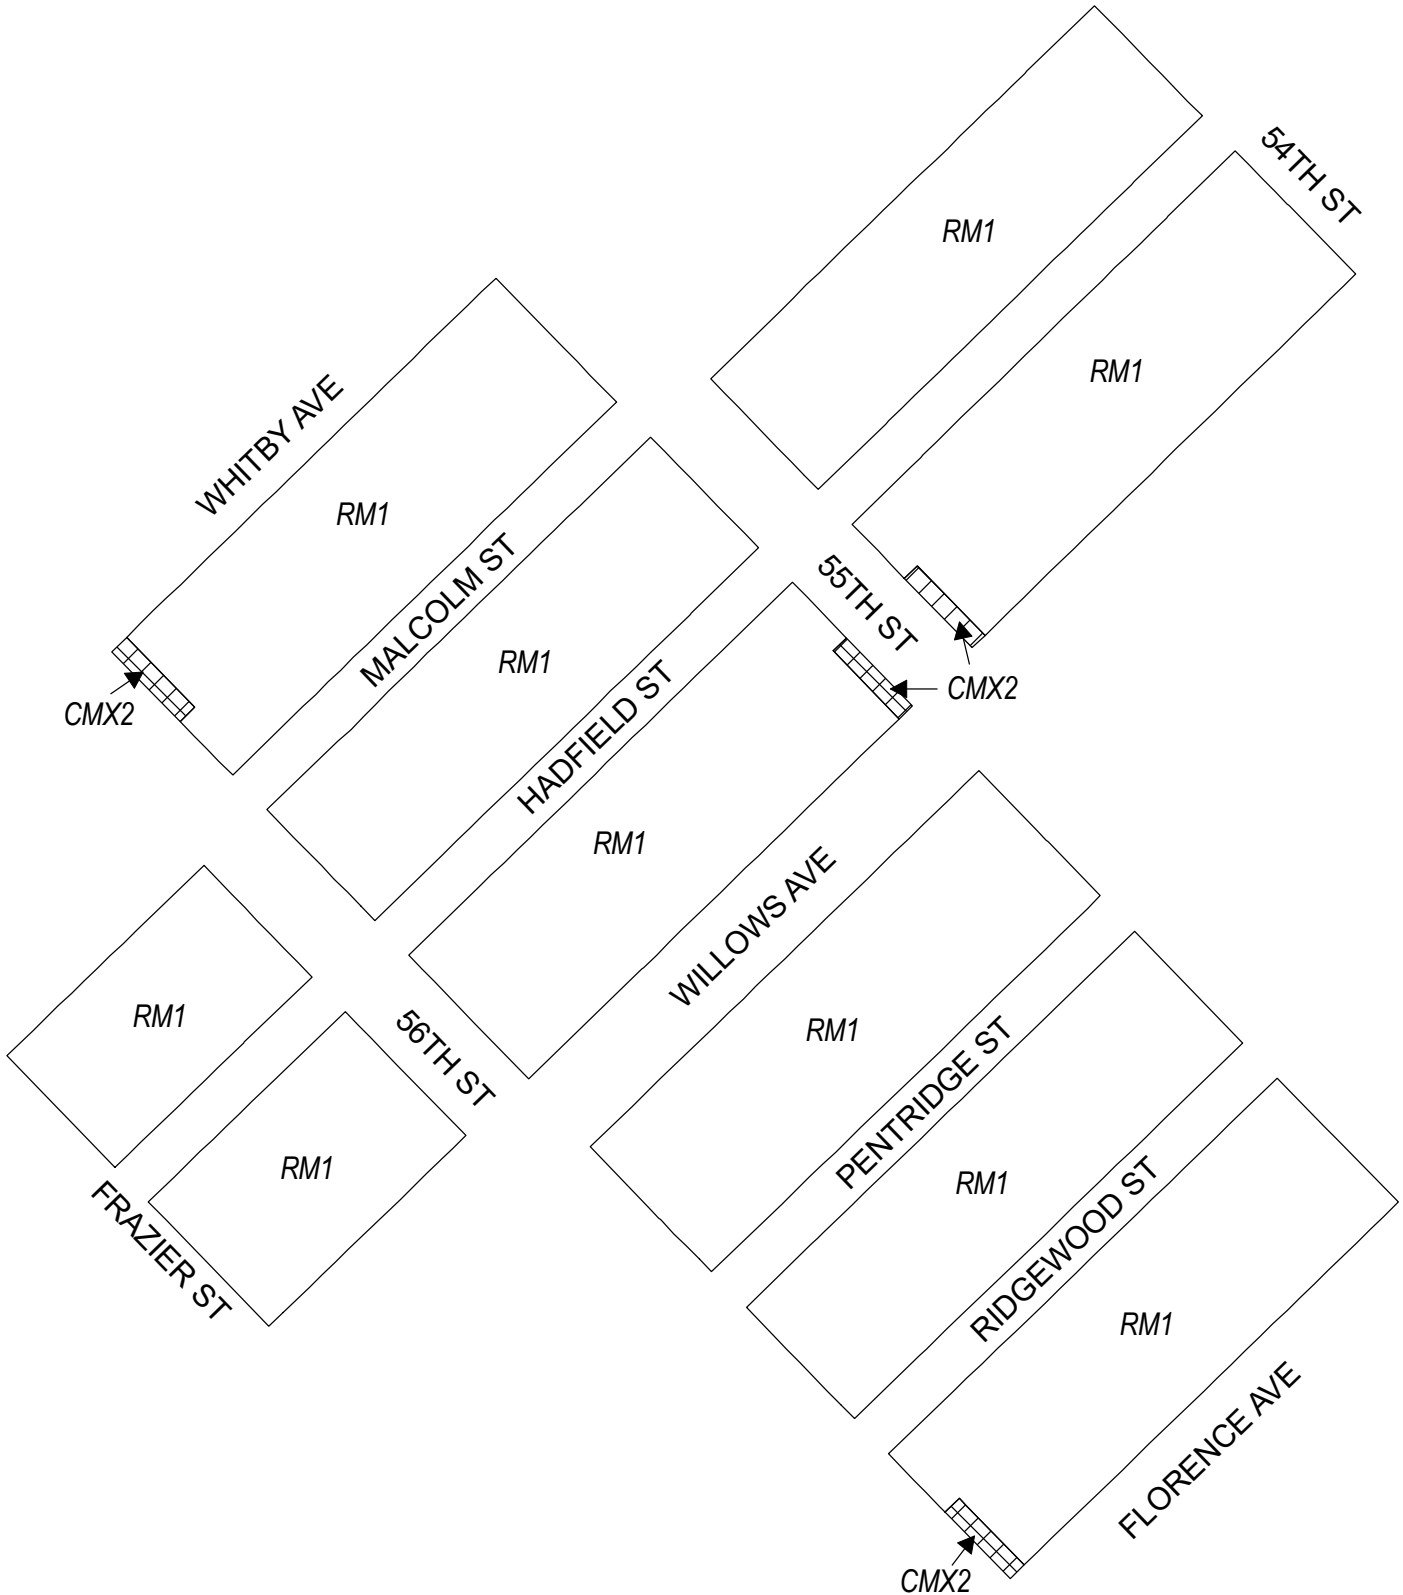 54TH ST
RM1
RM1
WHITBY AVE
RM1
MALCOLM ST
55TH ST
RM1
HADFIELD ST
CMX2
CMX2
RM1
WILLOWS AVE
RM1
56TH ST
RM1
PENTRIDGE ST
RM1
RM1
FRAZIER ST
RIDGEWOOD ST
RM1
FLORENCE AVE
CMX2